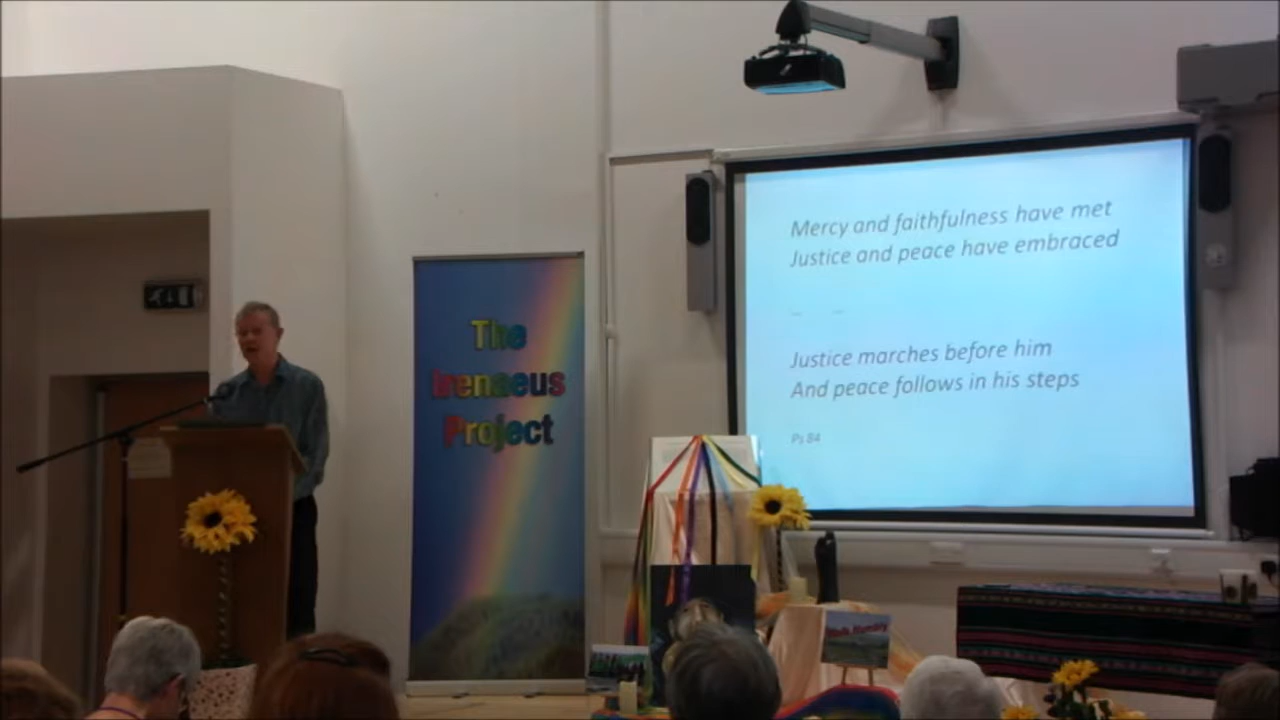 The
Irenaeus
Project
Mercy and faithfulness have met
Justice and peace have embraced
Justice marches before him
And peace follows in his steps
Ps 84